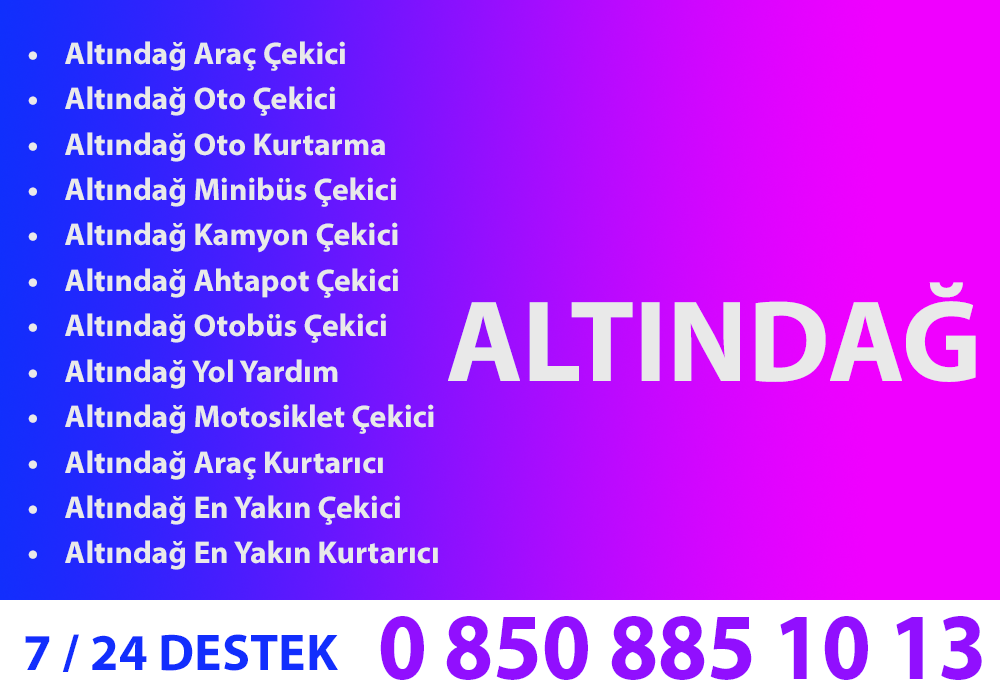 • Altındağ Araç Çekici
• Altındağ Oto Çekici
• Altındağ Oto Kurtarma
• Altındağ Minibüs Çekici
• Altındağ Kamyon Çekici
• Altındağ Ahtapot Çekici
• Altındağ Otobüs Çekici
• Altındağ Yol Yardım
• Altındağ Motosiklet Çekici
• Altındağ Araç Kurtarıcı
• Altındağ En Yakın Çekici
• Altındağ En Yakın Kurtarıcı
ALTINDAĞ
7 / 24 DESTEK 0 850 885 10 13